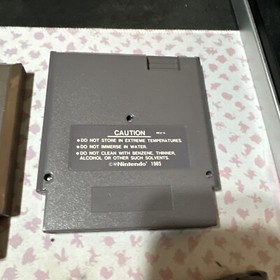 CAUTION
● DO NOT STORE IN EXTREME TEMPERATURES.
● DO NOT IMMERSE IN WATER.
● DO NOT CLEAN WITH BENZENE, THINNER,
ALCOHOL OR OTHER SUCH SOLVENTS.
©Nintendo® 1985